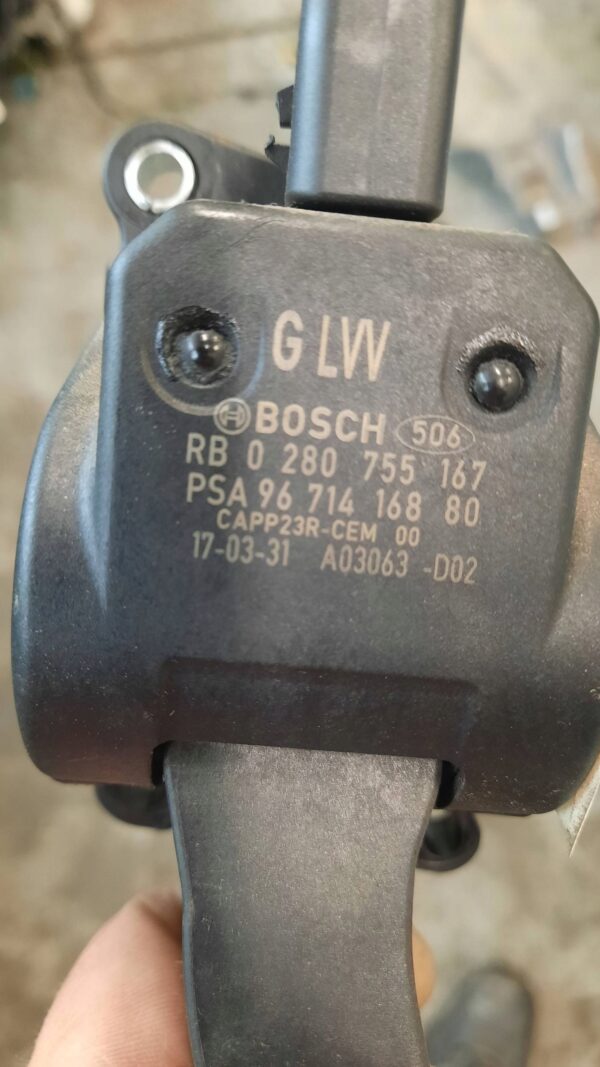 G LW
BOSCH 506
RB 0 280 755 167
PSA 96 714 168 80
CAPP23R-CEM 00
17-03-31 A03063 -D02